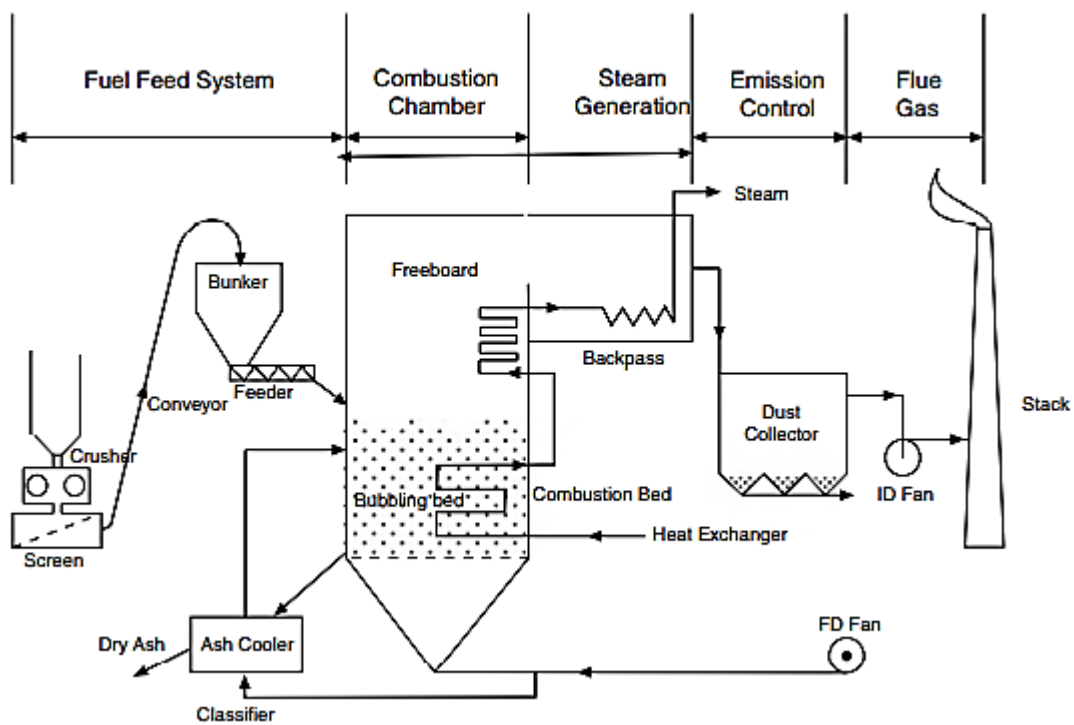 Fuel Feed System
Combustion
Chamber
Steam
Generation
Emission
Control
Flue
Gas
Steam
Freeboard
Bunker
Backpass
Feeder
Conveyor
Dust
Collector
Stack
Crusher
Bubbling bed
Combustion Bed
ID Fan
Heat Exchanger
Screen
FD Fan
Dry Ash
Ash Cooler
Classifier